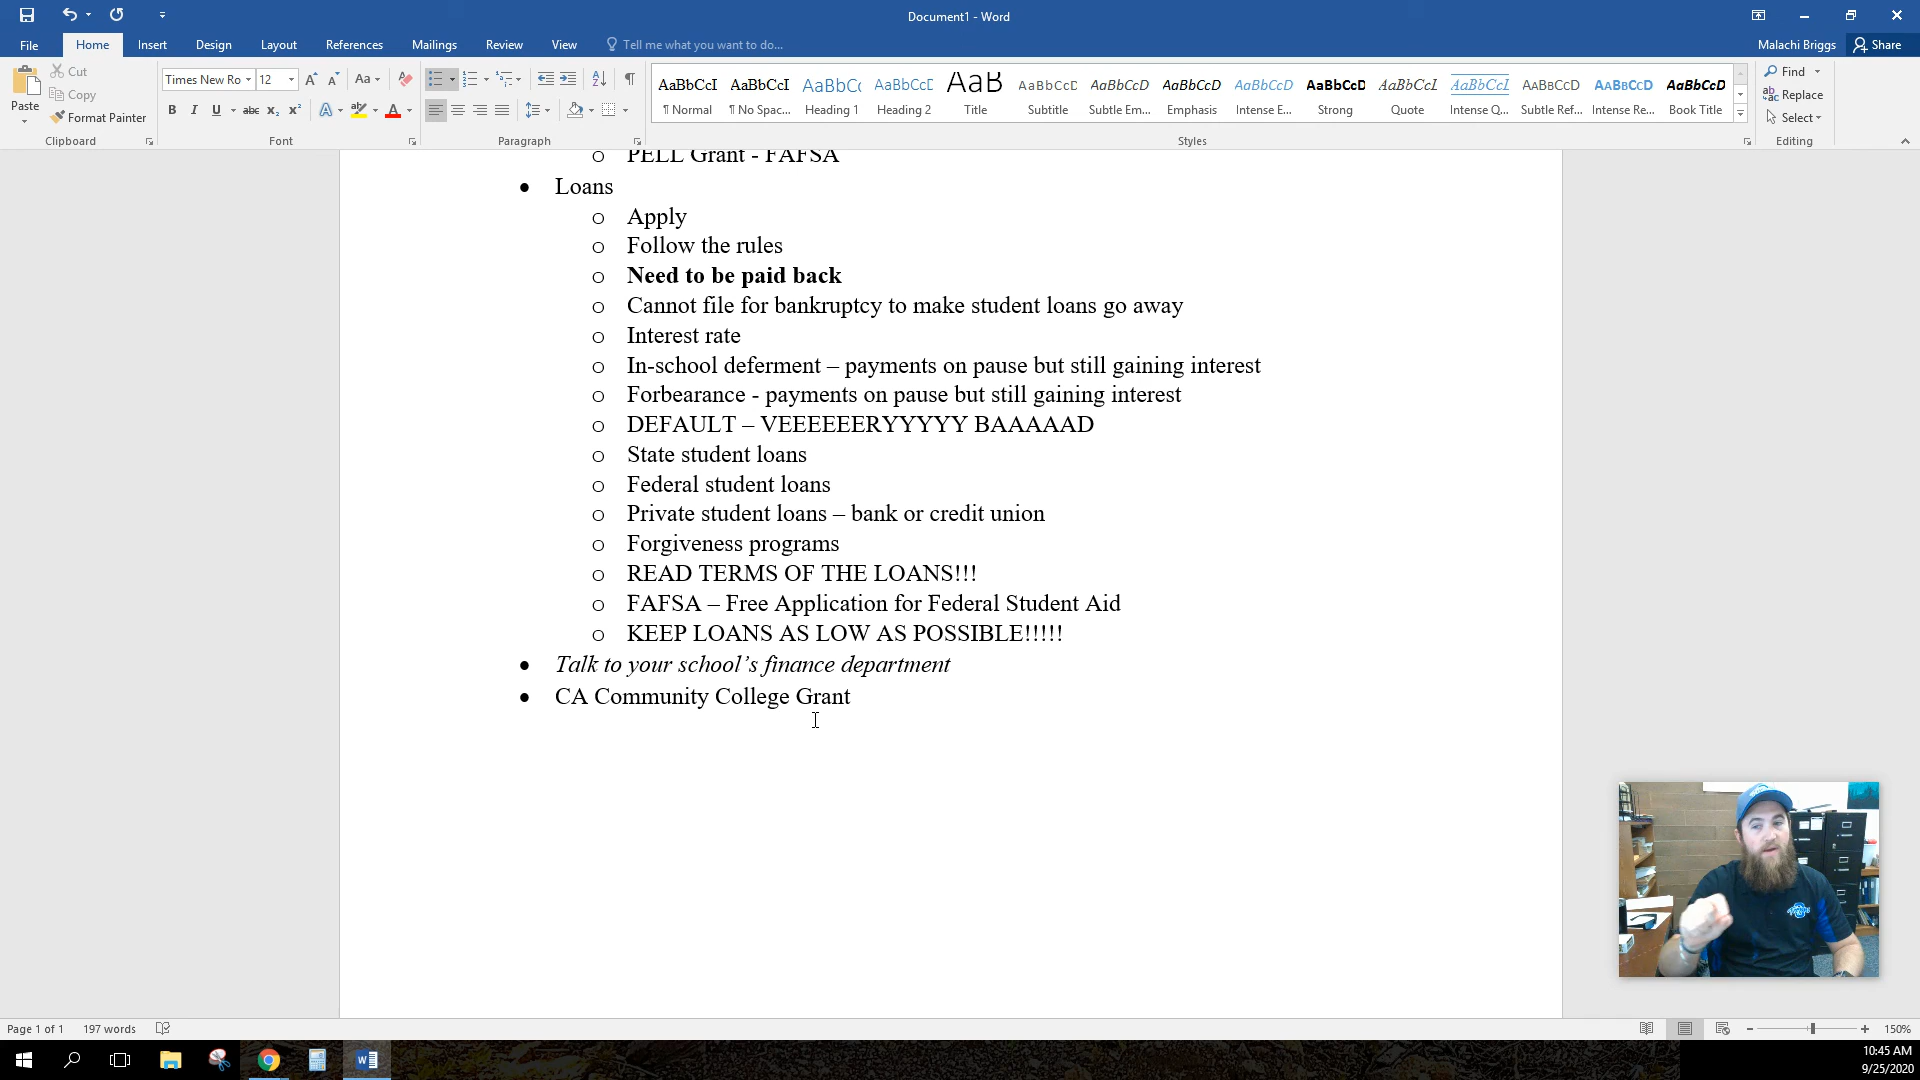 Document1 - Word
File Home Insert Design Layout References Mailings Review View Tell me what you want to do... Malachi Briggs Share
Paste
Cut
Copy
Format Painter
Clipboard
Times New Ro 12 Aa
B I U abc X₂ X² A A
Font
Paragraph
AaBbCcI AaBbCcI AaBbCc AaBbCcC AaB AaBbCcD AaBbCcD AaBbCcD AaBbCcD AaBbCcD AaBbCcI AaBbCcI AaBbCcD AaBbCcD AaBbCcD
¶ Normal ¶ No Spac... Heading 1 Heading 2 Title Subtitle Subtle Em... Emphasis Intense E... Strong Quote Intense Q... Subtle Ref... Intense Re... Book Title
Styles
Find
Replace
Select
Editing
o PELL Grant - FAFSA
• Loans
o Apply
o Follow the rules
o Need to be paid back
o Cannot file for bankruptcy to make student loans go away
o Interest rate
o In-school deferment – payments on pause but still gaining interest
o Forbearance - payments on pause but still gaining interest
o DEFAULT – VEEEEEERYYYYY BAAAAAD
o State student loans
o Federal student loans
o Private student loans – bank or credit union
o Forgiveness programs
o READ TERMS OF THE LOANS!!!
o FAFSA – Free Application for Federal Student Aid
o KEEP LOANS AS LOW AS POSSIBLE!!!!!
• Talk to your school’s finance department
• CA Community College Grant
Page 1 of 1 197 words 150%
10:45 AM
9/25/2020